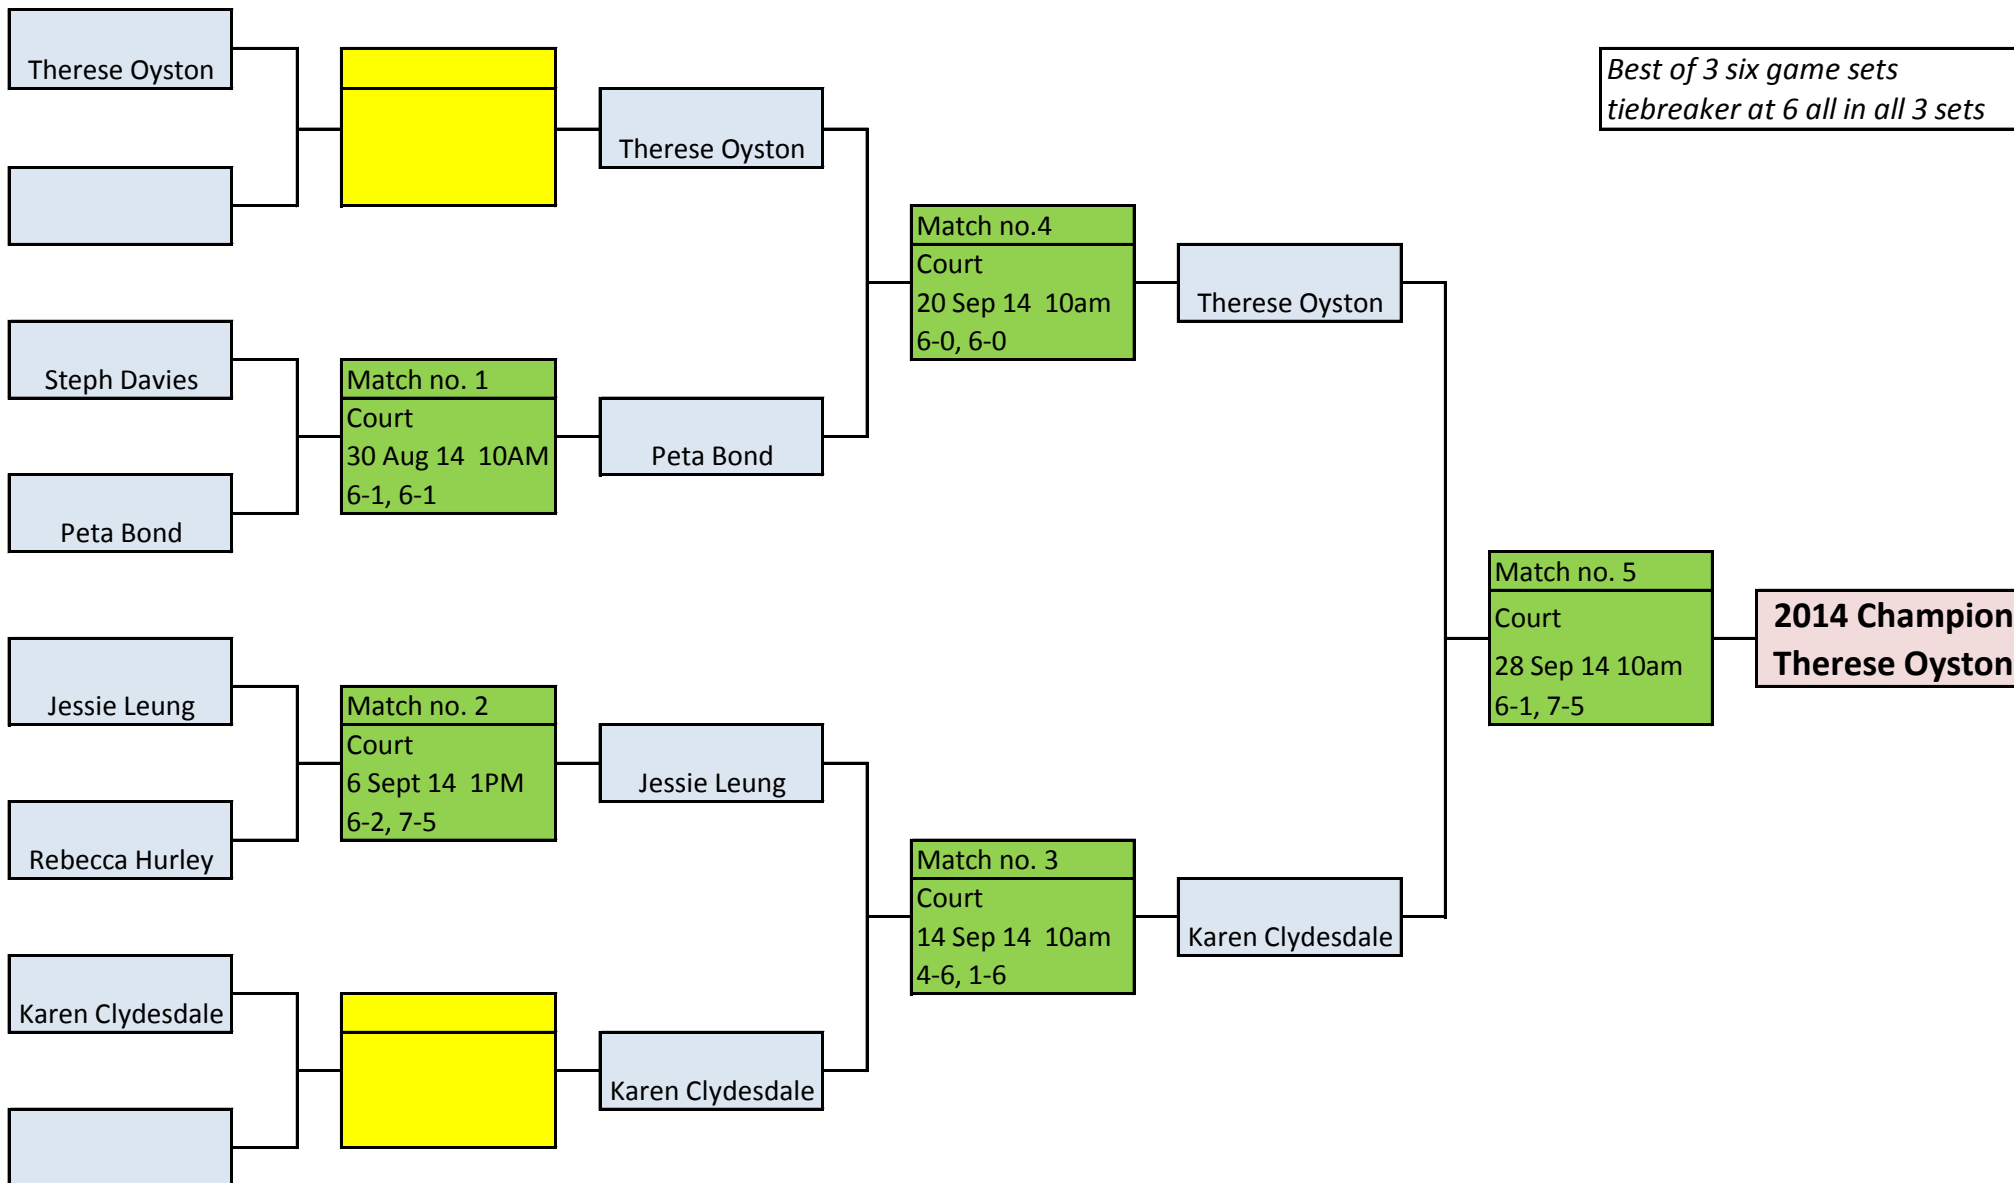 Therese Oyston
Therese Oyston
Best of 3 six game sets
tiebreaker at 6 all in all 3 sets
Match no.4
Court
20 Sep 14  10am
6-0, 6-0
Therese Oyston
Steph Davies
Match no. 1
Court
30 Aug 14  10AM
6-1, 6-1
Peta Bond
Peta Bond
Match no. 5
Court
28 Sep 14 10am
6-1, 7-5
2014 Champion
Therese Oyston
Jessie Leung
Match no. 2
Court
6 Sept 14  1PM
6-2, 7-5
Jessie Leung
Rebecca Hurley
Match no. 3
Court
14 Sep 14  10am
4-6, 1-6
Karen Clydesdale
Karen Clydesdale
Karen Clydesdale